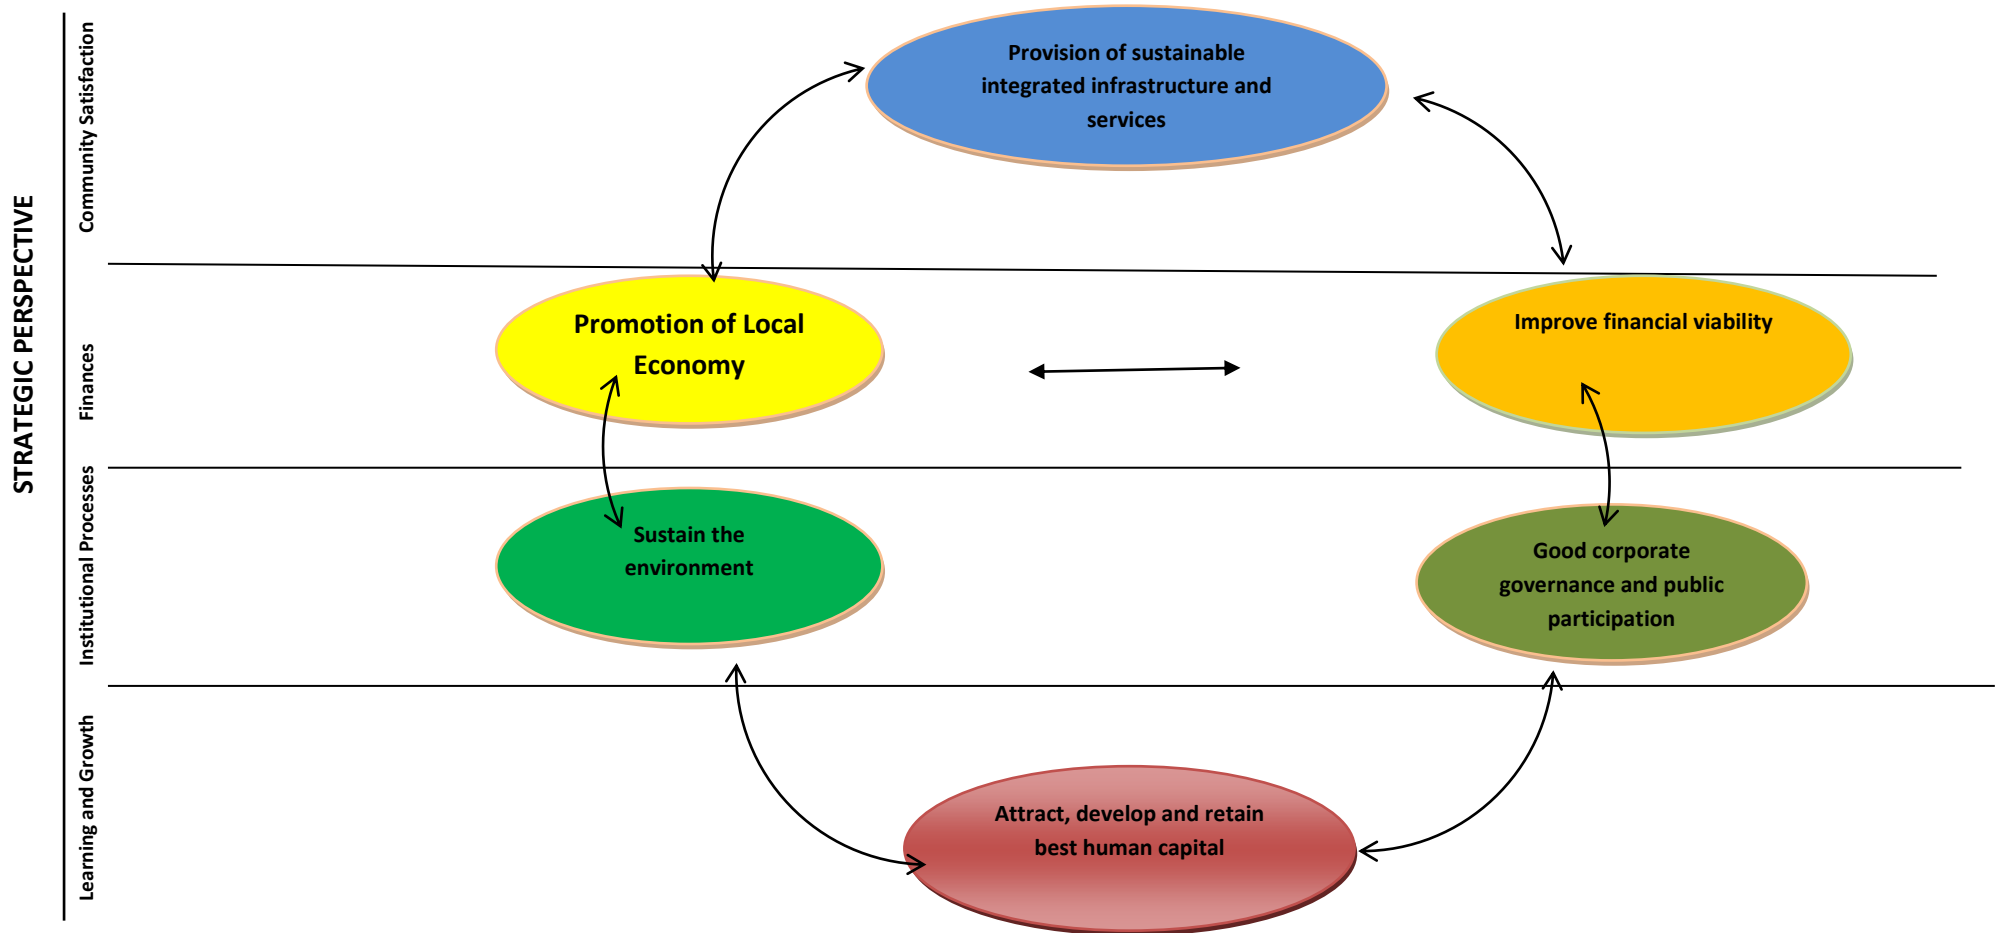 STRATEGIC PERSPECTIVE
Community Satisfaction
Provision of sustainable
integrated infrastructure and
services
Finances
Promotion of Local
Economy
Improve financial viability
Institutional Processes
Sustain the
environment
Good corporate
governance and public
participation
Learning and Growth
Attract, develop and retain
best human capital